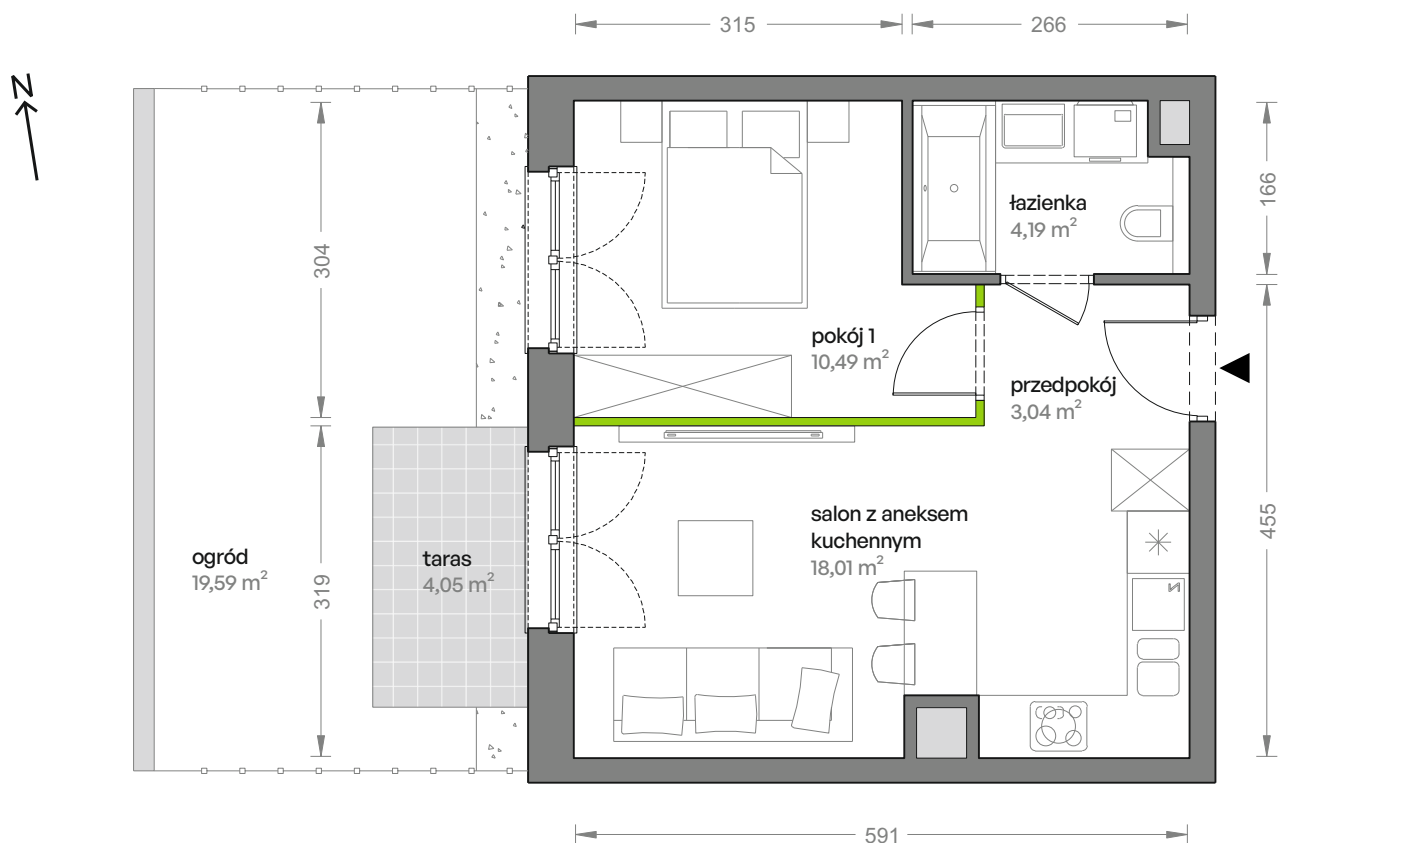 315
266
N
304
166
łazienka
4,19 m²
pokój 1
10,49 m²
przedpokój
3,04 m²
319
455
salon z aneksem
kuchennym
18,01 m²
ogród
19,59 m²
taras
4,05 m²
N
591